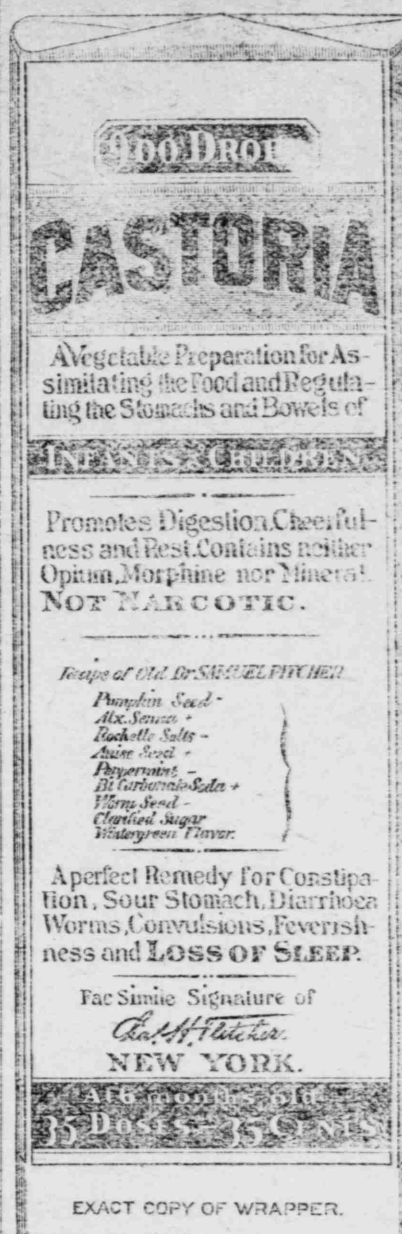 900 DROPS
CASTORIA
A Vegetable Preparation for As-
similating the Food and Regula-
ting the Stomachs and Bowels of
INFANTS & CHILDREN
Promotes Digestion, Cheerful-
ness and Rest. Contains neither
Opium, Morphine nor Mineral.
NOT NARCOTIC.
Recipe of Old Dr. SAMUEL PITCHER
Pumpkin Seed -
Alx. Senna +
Rochelle Salts -
Anise Seed +
Peppermint -
Bi Carbonate Soda +
Worm Seed -
Clarified Sugar
Wintergreen Flavor.
A perfect Remedy for Constipa-
tion, Sour Stomach, Diarrhoea
Worms, Convulsions, Feverish-
ness and LOSS OF SLEEP.
Fac Simile Signature of
Chas. H. Fletcher.
NEW YORK.
At 6 months old
35 DOSES - 35 CENTS
EXACT COPY OF WRAPPER.